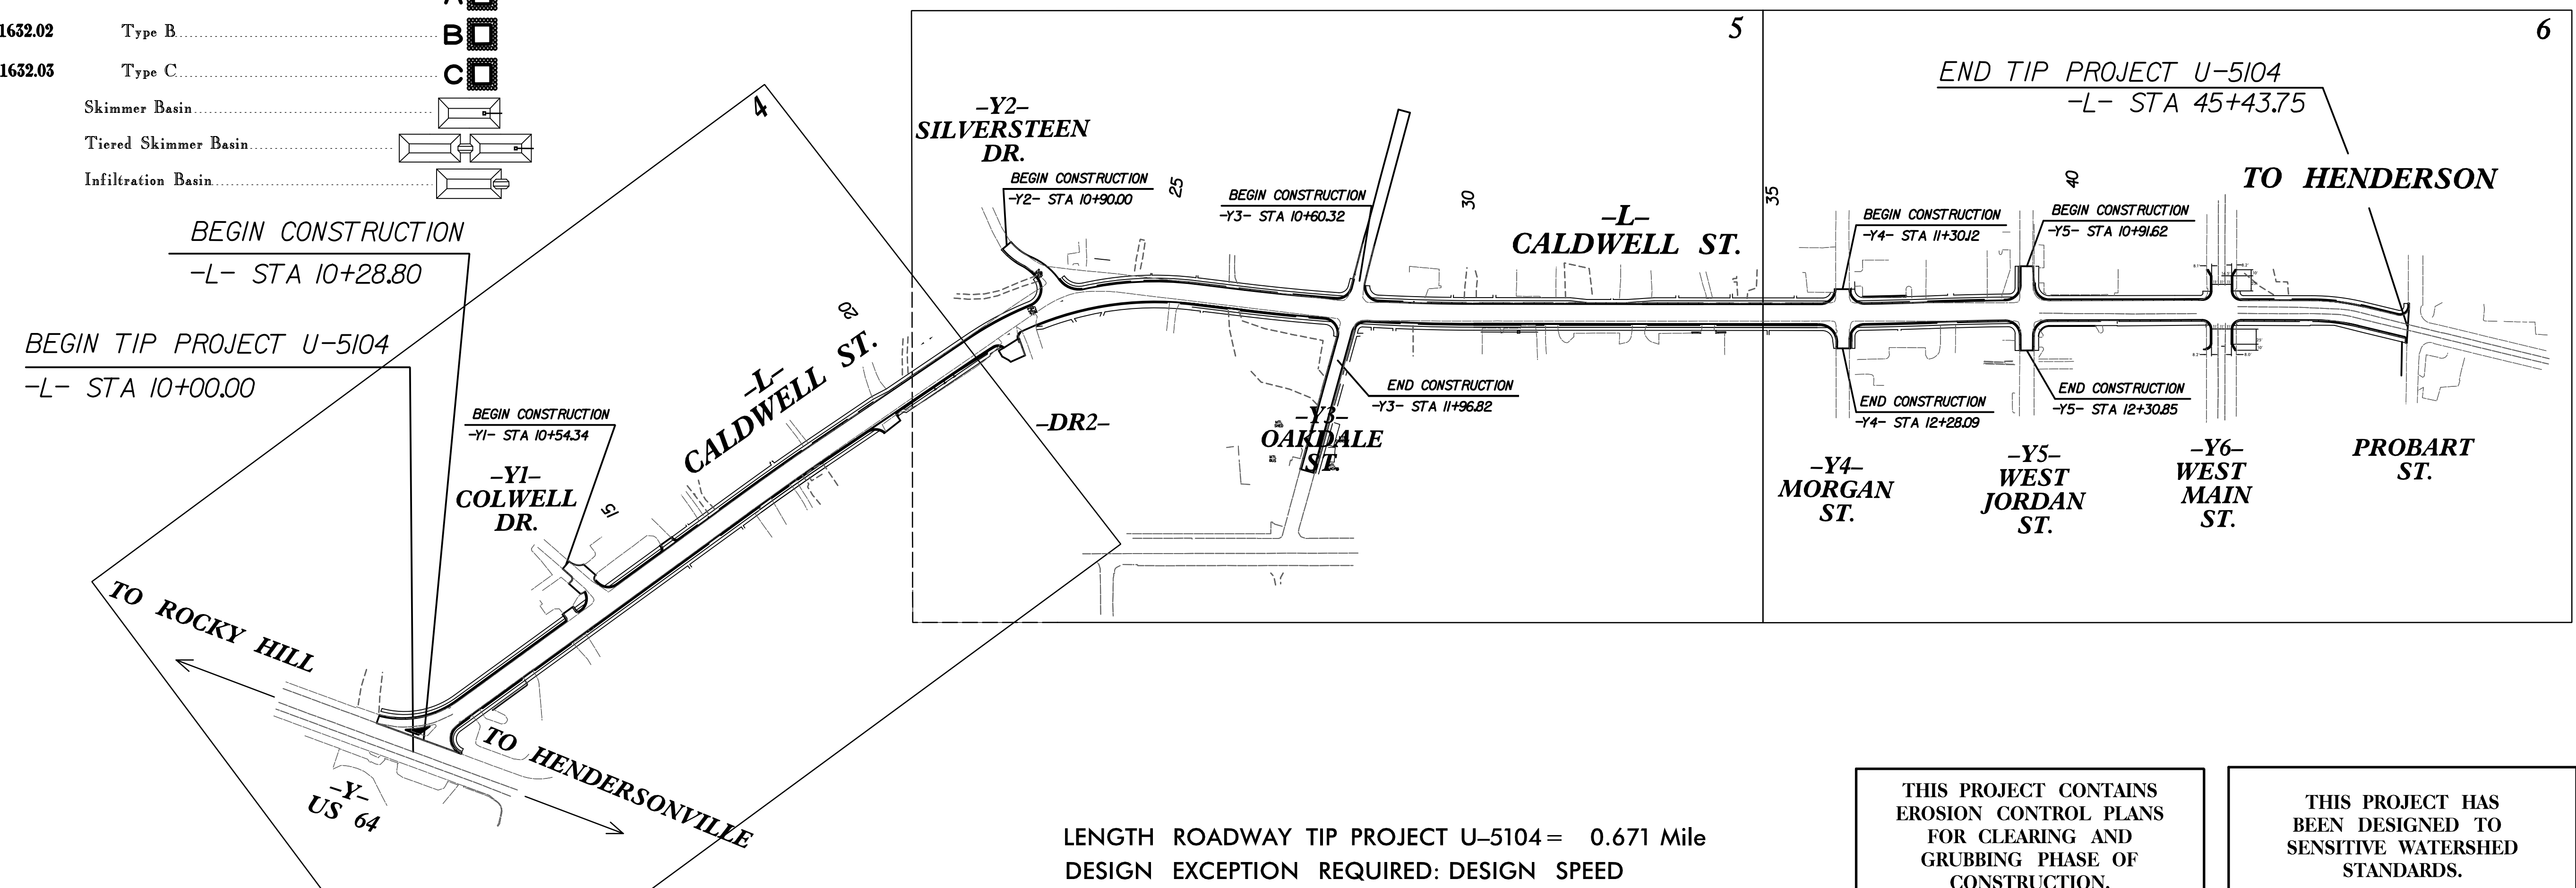 A
1632.02 Type B B
1632.03 Type C C
Skimmer Basin
Tiered Skimmer Basin
Infiltration Basin
BEGIN CONSTRUCTION
-L- STA 10+28.80
BEGIN TIP PROJECT U-5104
-L- STA 10+00.00
4
BEGIN CONSTRUCTION
-Y1- STA 10+54.34
-Y1-
COLWELL
DR.
15
-L-
CALDWELL ST.
20
TO ROCKY HILL
TO HENDERSONVILLE
-Y-
US 64
5
-Y2-
SILVERSTEEN
DR.
BEGIN CONSTRUCTION
-Y2- STA 10+90.00
25
BEGIN CONSTRUCTION
-Y3- STA 10+60.32
30
-L-
CALDWELL ST.
35
-DR2-
END CONSTRUCTION
-Y3- STA 11+96.82
-Y3-
OAKDALE
ST.
6
END TIP PROJECT U-5104
-L- STA 45+43.75
TO HENDERSON
40
BEGIN CONSTRUCTION
-Y4- STA 11+30.12
BEGIN CONSTRUCTION
-Y5- STA 10+91.62
END CONSTRUCTION
-Y4- STA 12+28.09
END CONSTRUCTION
-Y5- STA 12+30.85
-Y4-
MORGAN
ST.
-Y5-
WEST
JORDAN
ST.
-Y6-
WEST
MAIN
ST.
PROBART
ST.
LENGTH ROADWAY TIP PROJECT U-5104 = 0.671 Mile
DESIGN EXCEPTION REQUIRED: DESIGN SPEED
THIS PROJECT CONTAINS
EROSION CONTROL PLANS
FOR CLEARING AND
GRUBBING PHASE OF
CONSTRUCTION.
THIS PROJECT HAS
BEEN DESIGNED TO
SENSITIVE WATERSHED
STANDARDS.